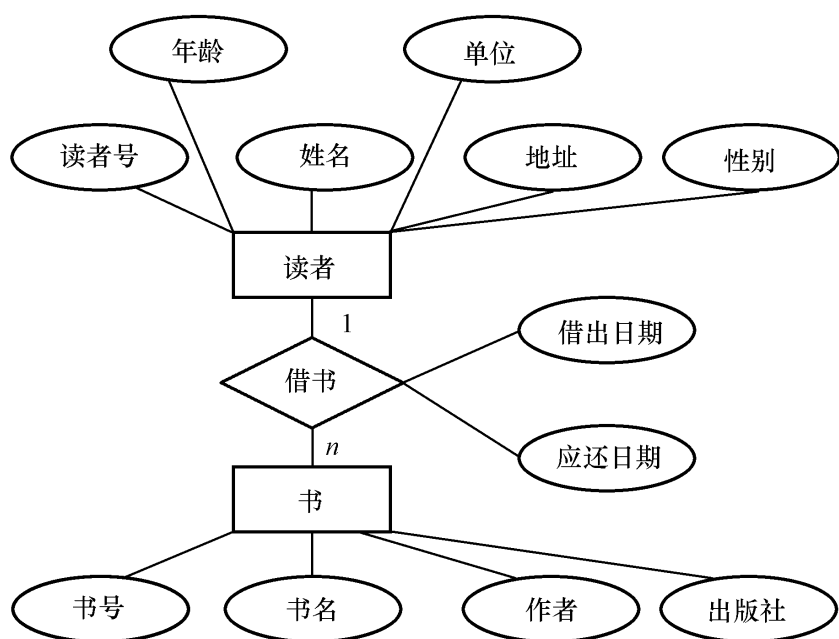 年龄
单位
读者号
姓名
地址
性别
读者
1
借出日期
借书
n
应还日期
书
书号
书名
作者
出版社